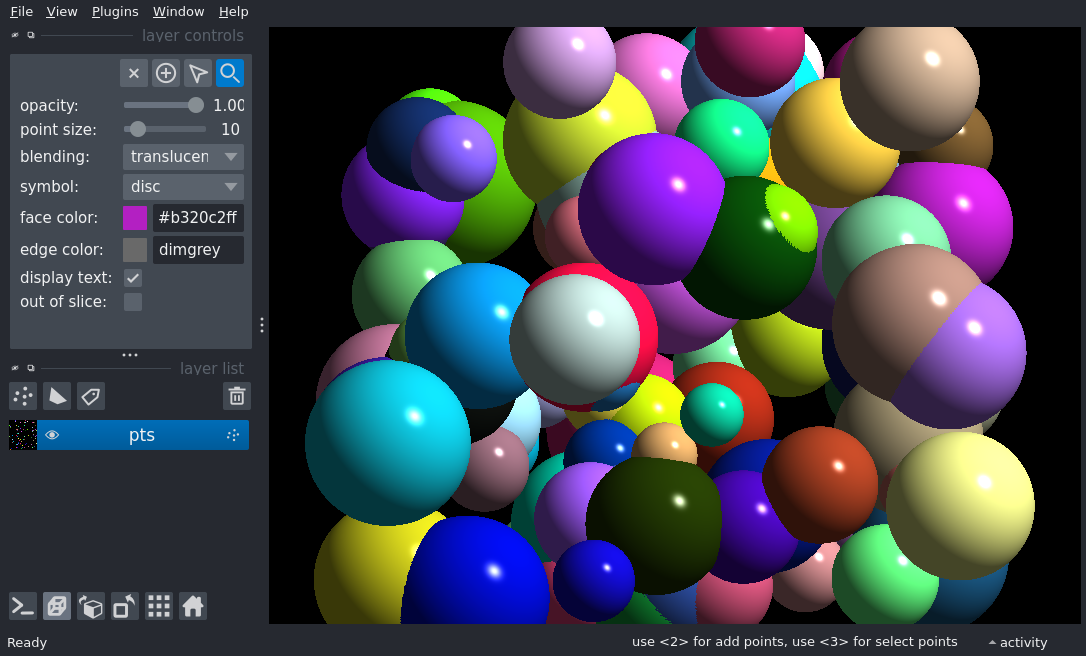 File View Plugins Window Help
layer controls
opacity: 1.00
point size: 10
blending: translucen
symbol: disc
face color: #b320c2ff
edge color: dimgrey
display text:
out of slice:
layer list
pts
Ready use <2> for add points, use <3> for select points activity